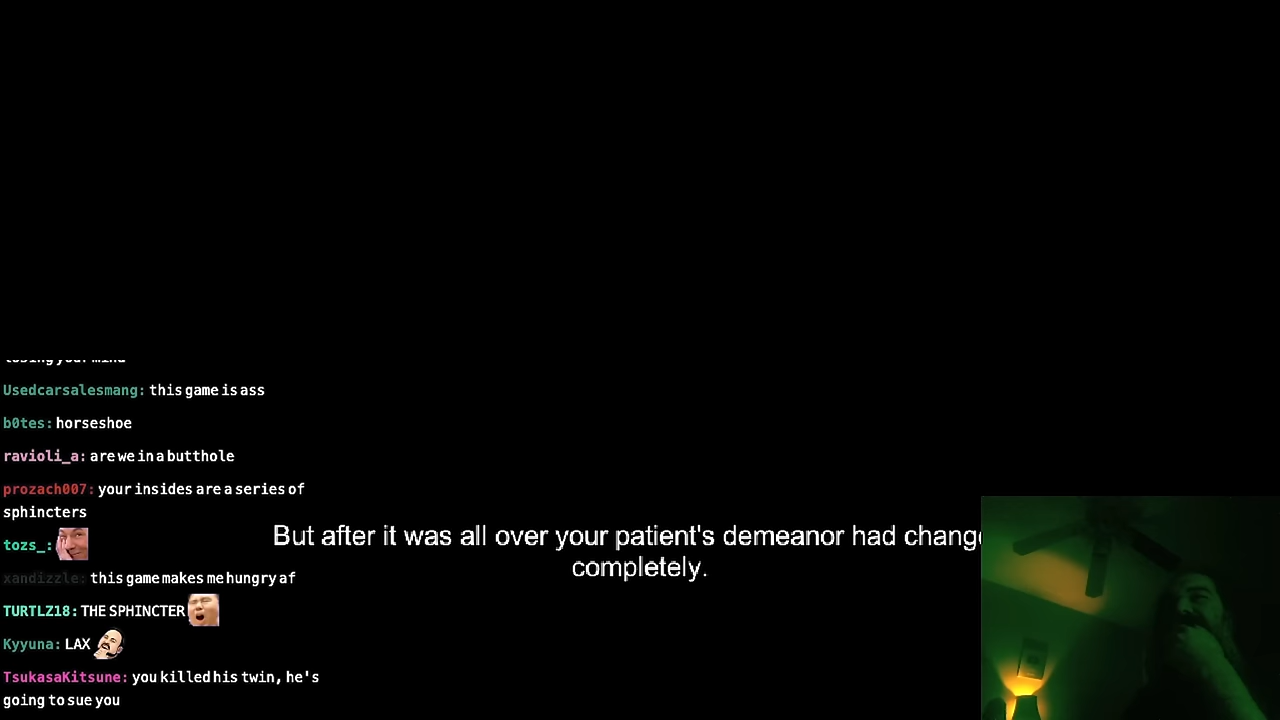 Usedcarsalesmang: this game is ass
b0tes: horseshoe
ravioli_a: are we in a butthole
prozach007: your insides are a series of
sphincters
tozs_:
xandizzle: this game makes me hungry af
TURTLZ18: THE SPHINCTER
Kyyuna: LAX
TsukasaKitsune: you killed his twin, he's
going to sue you
But after it was all over your patient's demeanor had change
completely.